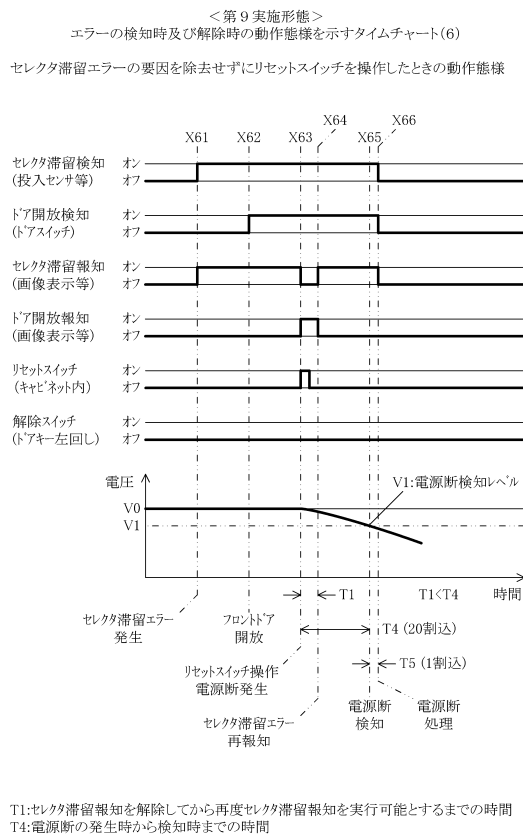 ＜第９実施形態＞
エラーの検知時及び解除時の動作態様を示すタイムチャート（６）
セレクタ滞留エラーの要因を除去せずにリセットスイッチを操作したときの動作態様
X64
X61 X62 X63 X65 X66
セレクタ滞留検知 オン
（投入センサ等） オフ
ドア開放検知 オン
（ドアスイッチ） オフ
セレクタ滞留報知 オン
（画像表示等） オフ
ドア開放報知 オン
（画像表示等） オフ
リセットスイッチ オン
（キャビネット内） オフ
解除スイッチ オン
（ドアキー左回し） オフ
電圧
V1:電源断検知レベル
V0
V1
T1 T1<T4 時間
セレクタ滞留エラー
発生
フロントドア
開放
T4（20割込）
リセットスイッチ操作
電源断発生
T5（1割込）
セレクタ滞留エラー
再報知
電源断
検知
電源断
処理
T1:セレクタ滞留報知を解除してから再度セレクタ滞留報知を実行可能とするまでの時間
T4:電源断の発生時から検知時までの時間